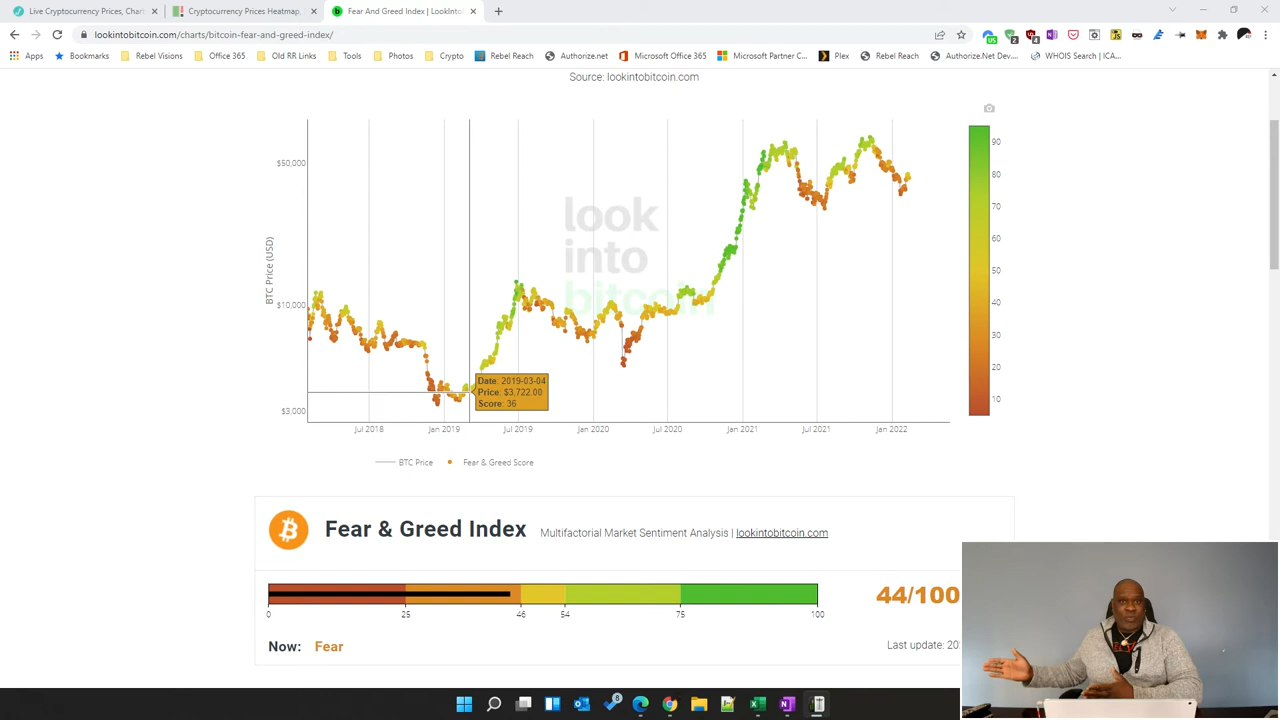 Live Cryptocurrency Prices, Chart
Cryptocurrency Prices Heatmap,
Fear And Greed Index | LookInto
lookintobitcoin.com/charts/bitcoin-fear-and-greed-index/
Apps
Bookmarks
Rebel Visions
Office 365
Old RR Links
Tools
Photos
Crypto
Rebel Reach
Authorize.net
Microsoft Office 365
Microsoft Partner C...
Plex
Rebel Reach
Authorize.Net Dev....
WHOIS Search | ICA...
Source: lookintobitcoin.com
look
into
bitcoin
BTC Price (USD)
$50,000
$10,000
$3,000
90
80
70
60
50
40
30
20
10
Date: 2019-03-04
Price: $3,722.00
Score: 36
Jul 2018
Jan 2019
Jul 2019
Jan 2020
Jul 2020
Jan 2021
Jul 2021
Jan 2022
BTC Price
Fear & Greed Score
Fear & Greed Index
Multifactorial Market Sentiment Analysis | lookintobitcoin.com
44/100
0
25
46
54
75
100
Now: Fear
Last update: 20
8